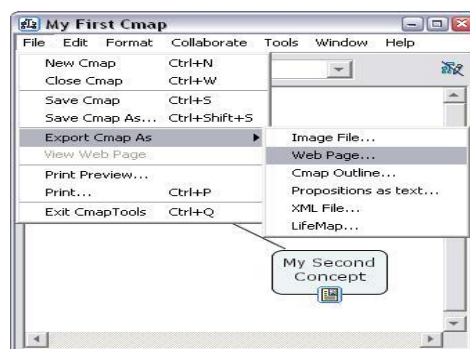 My First Cmap
File Edit Format Collaborate Tools Window Help
New Cmap Ctrl+N
Close Cmap Ctrl+W
Save Cmap Ctrl+S
Save Cmap As... Ctrl+Shift+S
Export Cmap As
View Web Page
Print Preview...
Print... Ctrl+P
Exit CmapTools Ctrl+Q
Image File...
Web Page...
Cmap Outline...
Propositions as text...
XML File...
LifeMap...
My Second
Concept